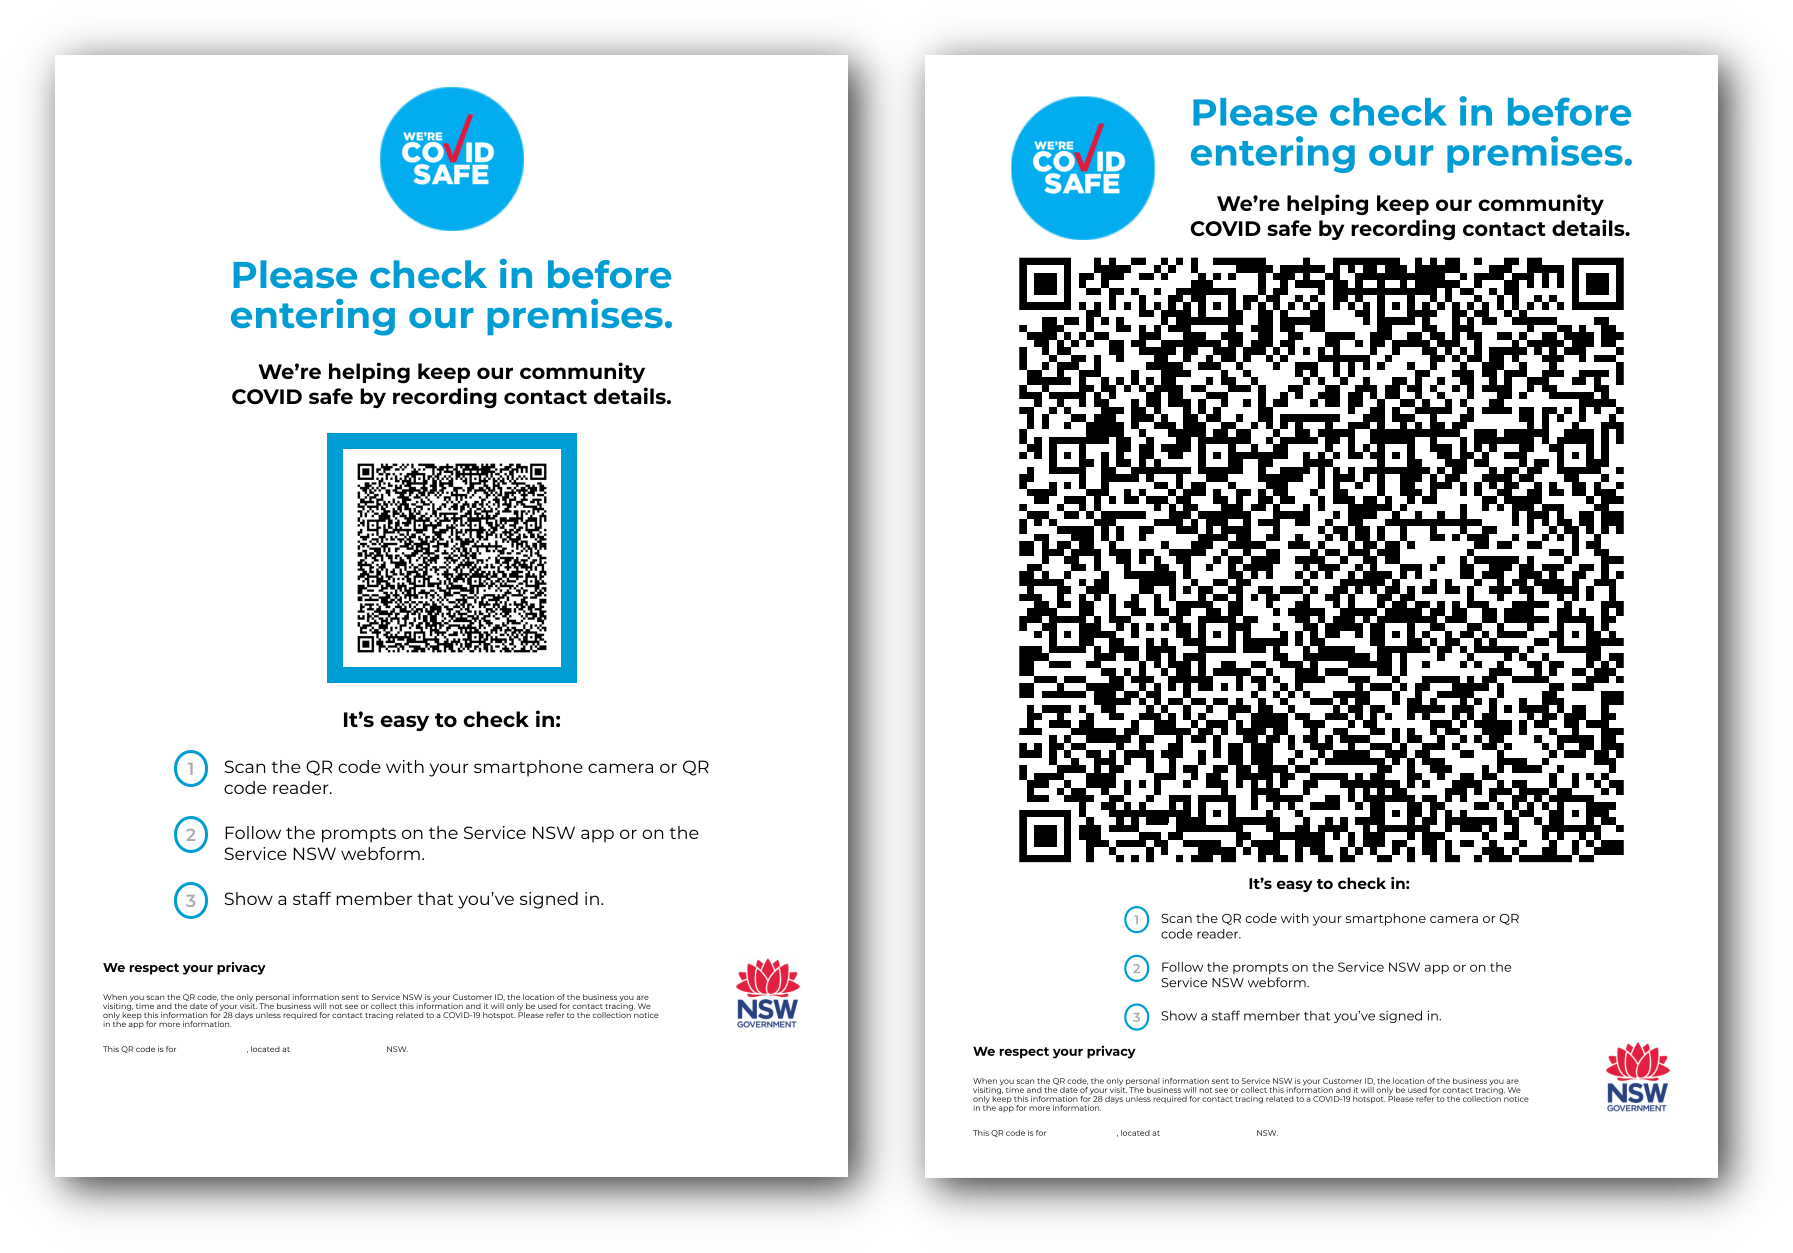 WE'RE
COVID
SAFE
Please check in before
entering our premises.
We're helping keep our community
COVID safe by recording contact details.
It's easy to check in:
1 Scan the QR code with your smartphone camera or QR
code reader.
2 Follow the prompts on the Service NSW app or on the
Service NSW webform.
3 Show a staff member that you've signed in.
We respect your privacy
When you scan the QR code, the only personal information sent to Service NSW is your Customer ID, the location of the business you are
visiting, time and the date of your visit. The business will not see or collect this information and it will only be used for contact tracing. We
only keep this information for 28 days unless required for contact tracing related to a COVID-19 hotspot. Please refer to the collection notice
in the app for more information.
This QR code is for , located at NSW.
NSW
GOVERNMENT
WE'RE
COVID
SAFE
Please check in before
entering our premises.
We're helping keep our community
COVID safe by recording contact details.
It's easy to check in:
1 Scan the QR code with your smartphone camera or QR
code reader.
2 Follow the prompts on the Service NSW app or on the
Service NSW webform.
3 Show a staff member that you've signed in.
We respect your privacy
When you scan the QR code, the only personal information sent to Service NSW is your Customer ID, the location of the business you are
visiting, time and the date of your visit. The business will not see or collect this information and it will only be used for contact tracing. We
only keep this information for 28 days unless required for contact tracing related to a COVID-19 hotspot. Please refer to the collection notice
in the app for more information.
This QR code is for , located at NSW.
NSW
GOVERNMENT